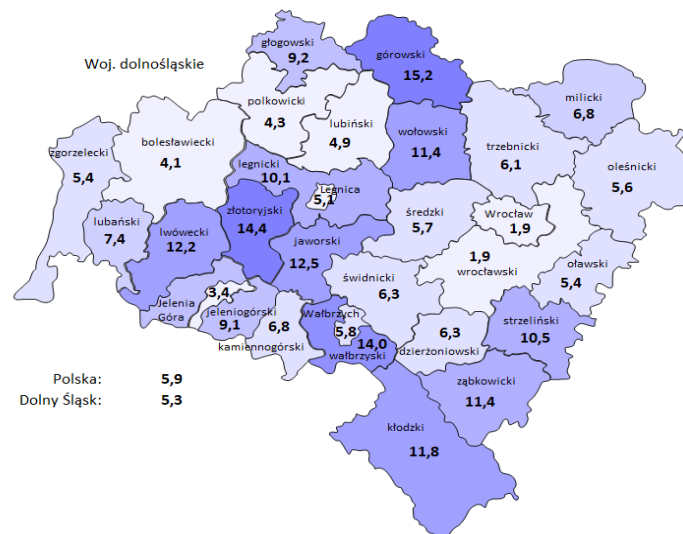 głogowski
9,2
górowski
15,2
Woj. dolnośląskie
polkowicki
4,3
lubiński
4,9
milicki
6,8
wołowski
11,4
trzebnicki
6,1
bolesławiecki
4,1
zgorzelecki
5,4
legnicki
10,1
oleśnicki
5,6
Legnica
5,1
lubański
7,4
złotoryjski
14,4
średzki
5,7
Wrocław
1,9
lwówecki
12,2
jaworski
12,5
1,9
wrocławski
oławski
5,4
świdnicki
6,3
3,4
Jelenia
Góra
jeleniogórski
9,1
6,8
kamiennogórski
Wałbrzych
5,8
14,0
wałbrzyski
6,3
dzierżoniowski
strzeliński
10,5
ząbkowicki
11,4
Polska: 5,9
Dolny Śląsk: 5,3
kłodzki
11,8